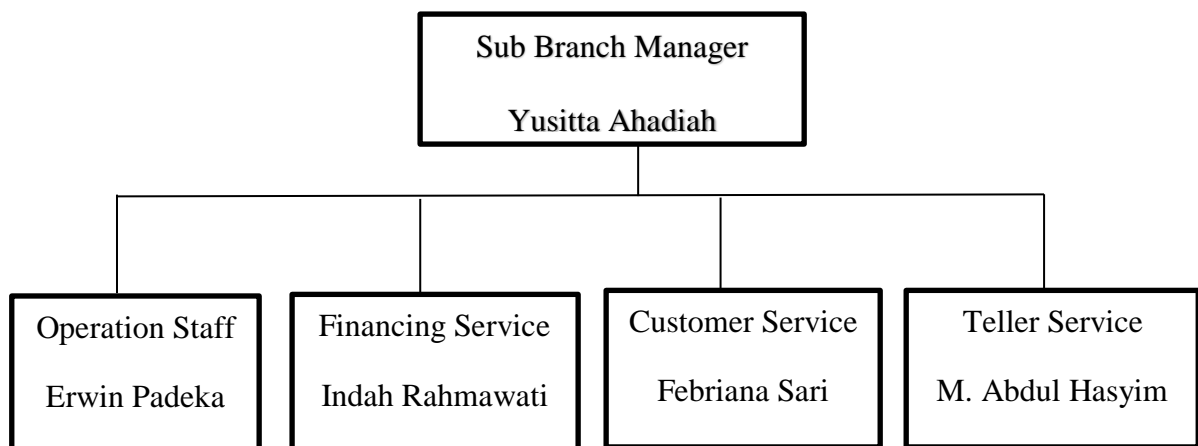 Sub Branch Manager
Yusitta Ahadiah
Operation Staff
Erwin Padeka
Financing Service
Indah Rahmawati
Customer Service
Febriana Sari
Teller Service
M. Abdul Hasyim